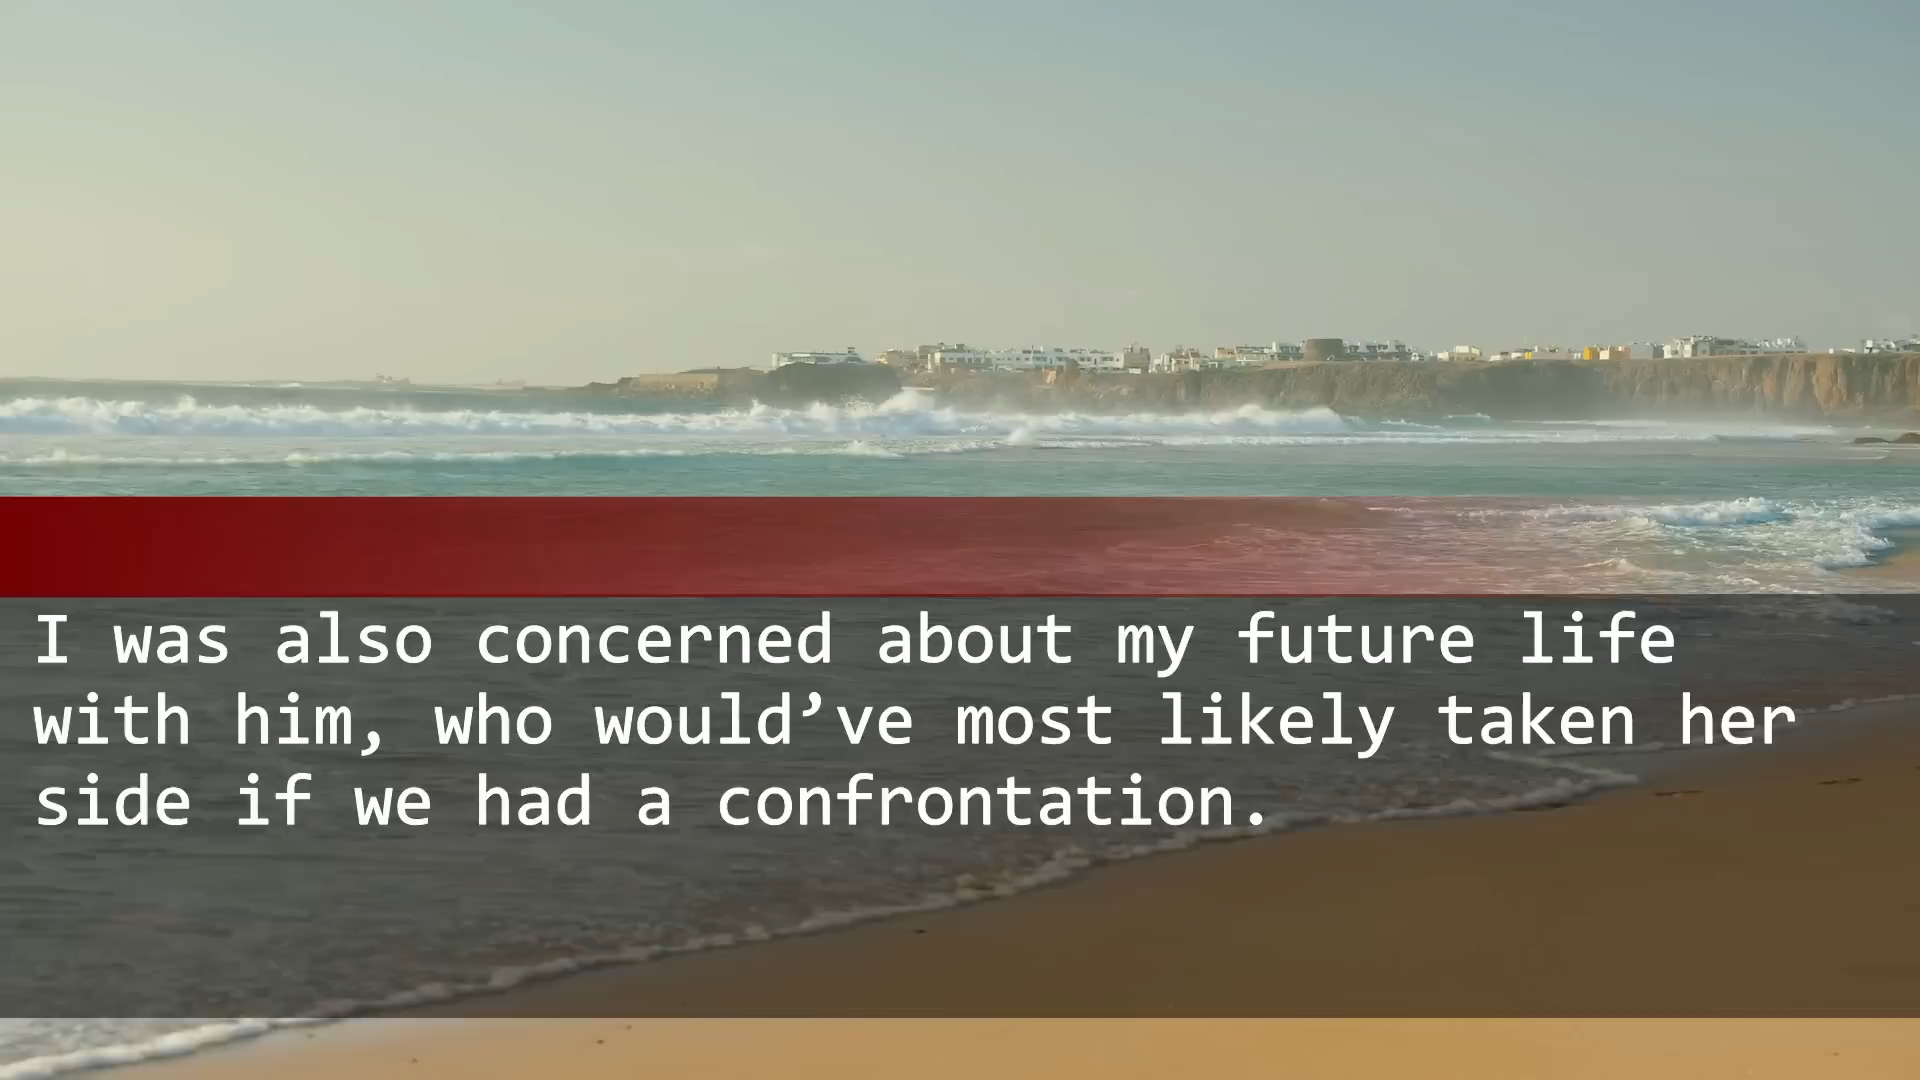 I was also concerned about my future life
with him, who would’ve most likely taken her
side if we had a confrontation.